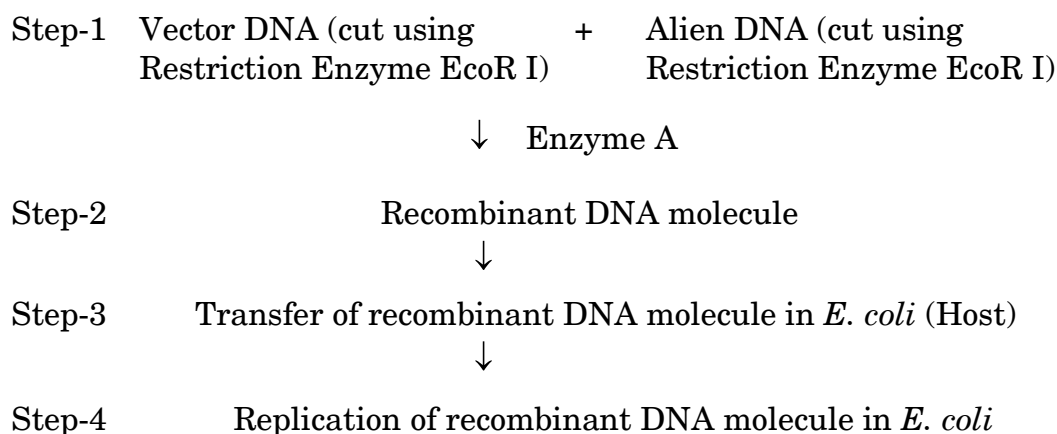 Step-1 Vector DNA (cut using + Alien DNA (cut using
Restriction Enzyme EcoR I) Restriction Enzyme EcoR I)
↓ Enzyme A
Step-2 Recombinant DNA molecule
↓
Step-3 Transfer of recombinant DNA molecule in E. coli (Host)
↓
Step-4 Replication of recombinant DNA molecule in E. coli